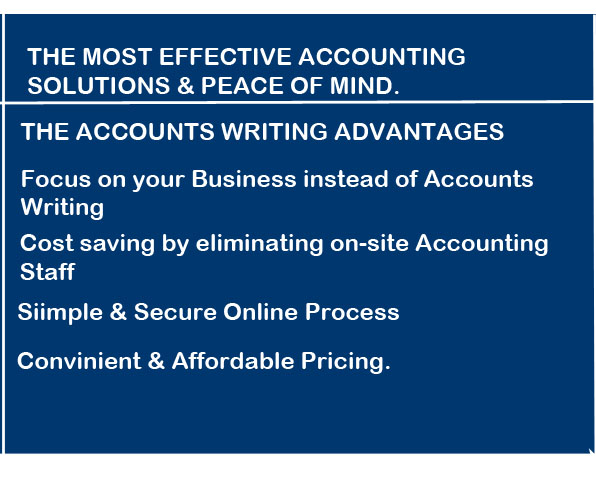 THE MOST EFFECTIVE ACCOUNTING
SOLUTIONS & PEACE OF MIND.
THE ACCOUNTS WRITING ADVANTAGES
Focus on your Business instead of Accounts
Writing
Cost saving by eliminating on-site Accounting
Staff
Siimple & Secure Online Process
Convinient & Affordable Pricing.